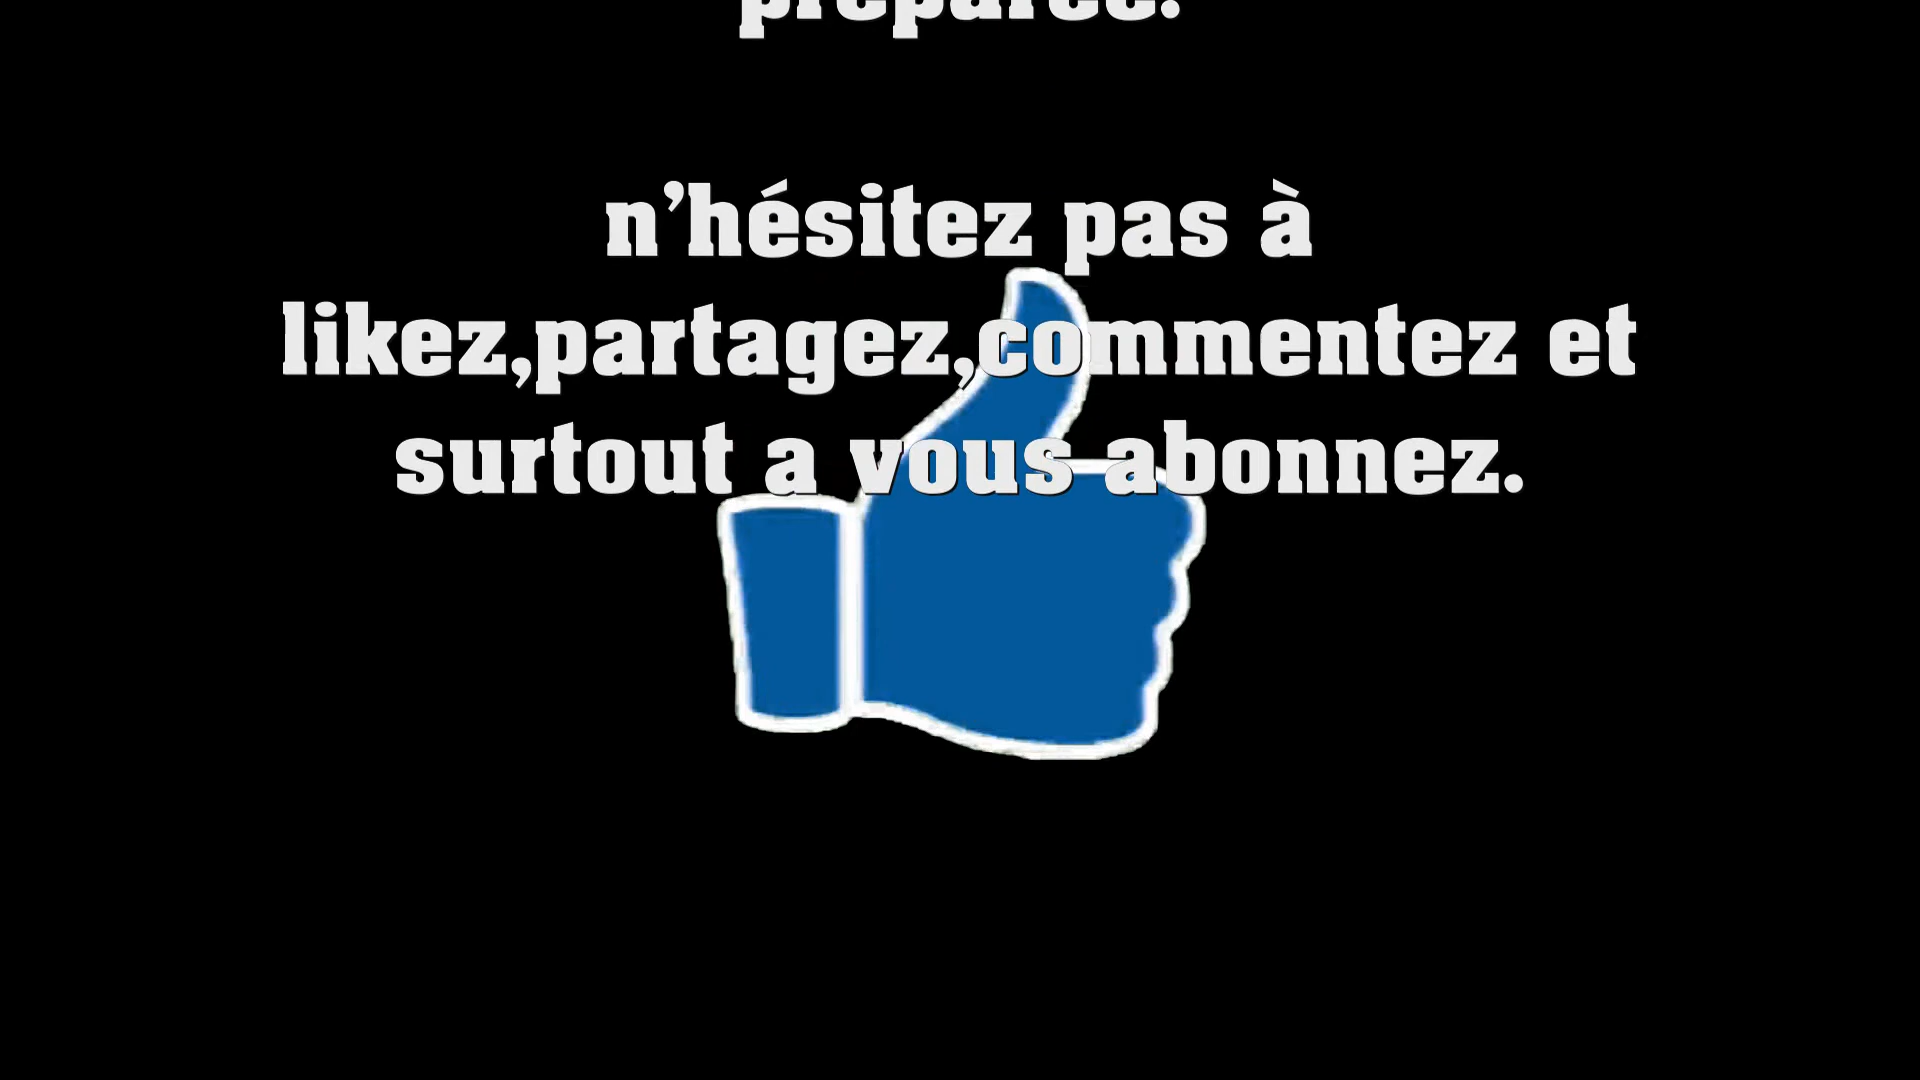 n’hésitez pas à
likez,partagez,commentez et
surtout a vous abonnez.